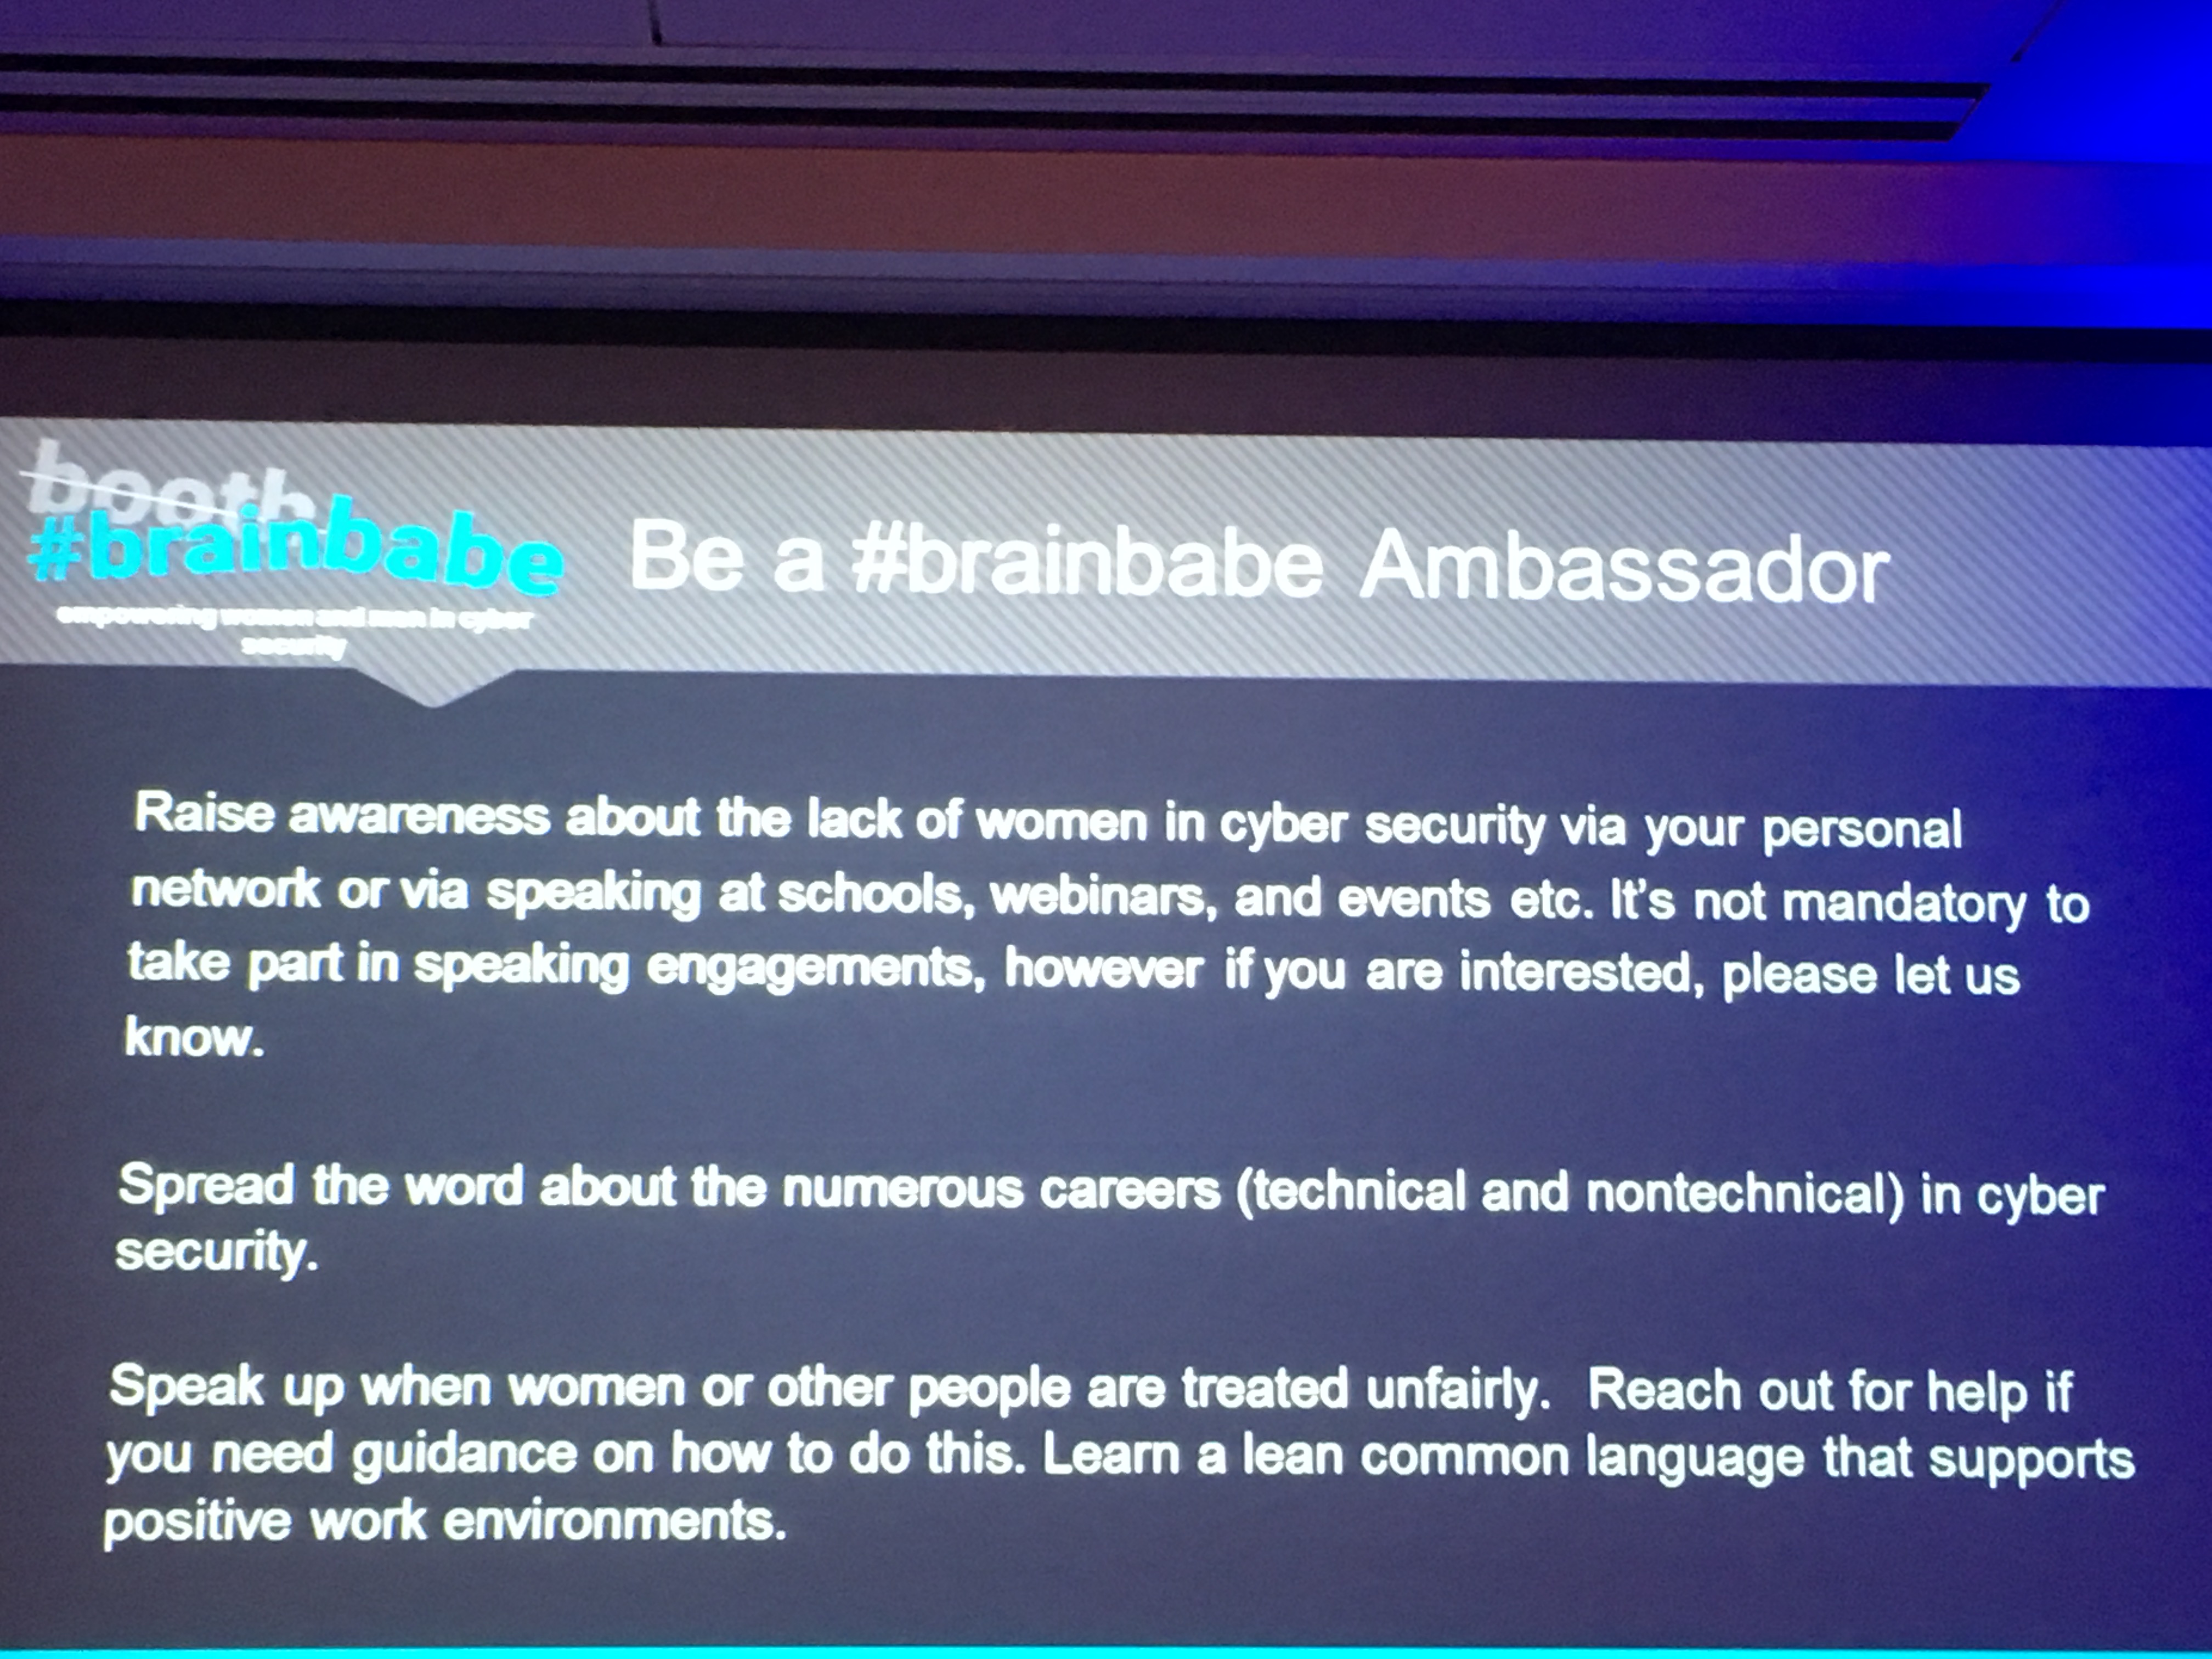 booth
#brainbabe
empowering women and men in cyber
security
Be a #brainbabe Ambassador
Raise awareness about the lack of women in cyber security via your personal
network or via speaking at schools, webinars, and events etc. It’s not mandatory to
take part in speaking engagements, however if you are interested, please let us
know.
Spread the word about the numerous careers (technical and nontechnical) in cyber
security.
Speak up when women or other people are treated unfairly.  Reach out for help if
you need guidance on how to do this. Learn a lean common language that supports
positive work environments.